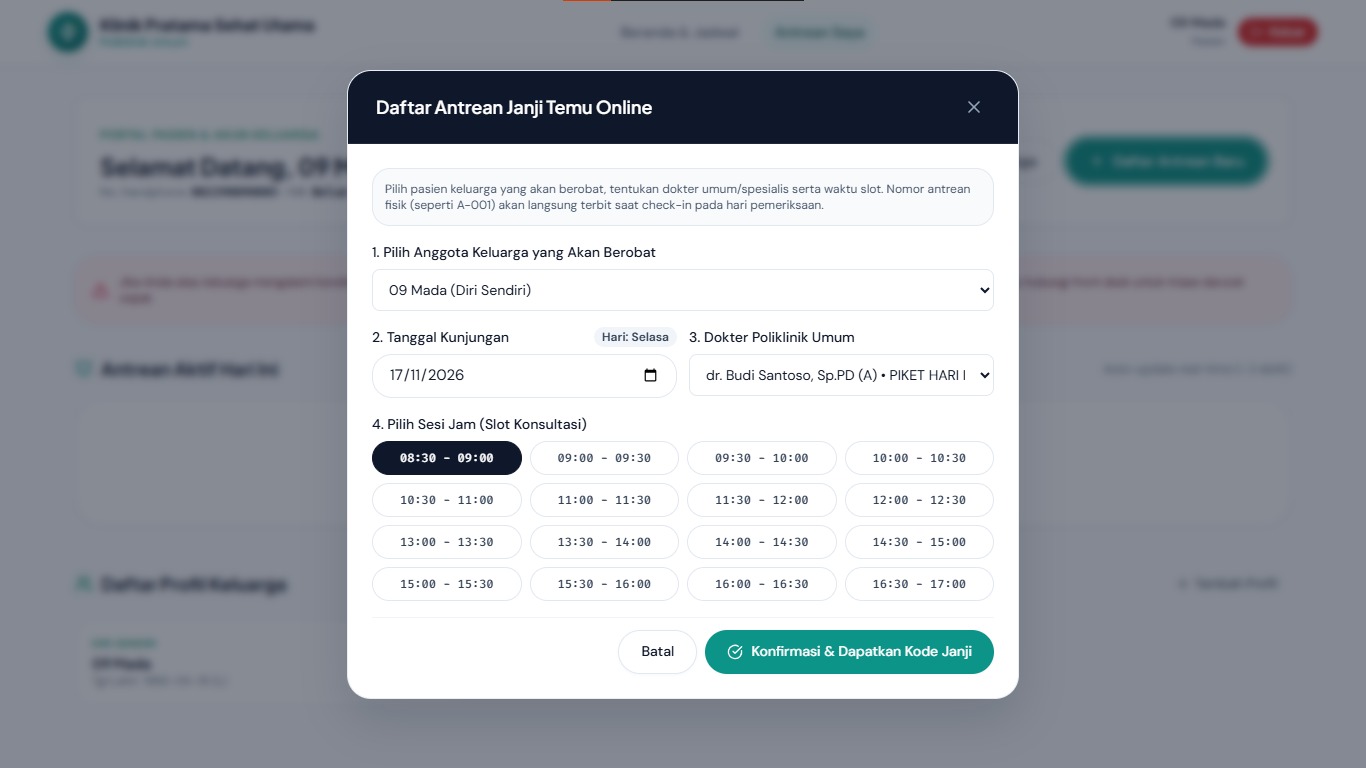 Klinik Pratama Sehat Utama
Beranda & Jadwal
Antrean Saya
09 Mada
Daftar Antrean Janji Temu Online
Selamat Datang, 09 M
Daftar Antrean Baru
Pilih pasien keluarga yang akan berobat, tentukan dokter umum/spesialis serta waktu slot. Nomor antrean
fisik (seperti A-001) akan langsung terbit saat check-in pada hari pemeriksaan.
1. Pilih Anggota Keluarga yang Akan Berobat
09 Mada (Diri Sendiri)
2. Tanggal Kunjungan
Hari: Selasa
3. Dokter Poliklinik Umum
17/11/2026
dr. Budi Santoso, Sp.PD (A) • PIKET HARI I
Antrean Aktif Hari Ini
4. Pilih Sesi Jam (Slot Konsultasi)
08:30 - 09:00
09:00 - 09:30
09:30 - 10:00
10:00 - 10:30
10:30 - 11:00
11:00 - 11:30
11:30 - 12:00
12:00 - 12:30
13:00 - 13:30
13:30 - 14:00
14:00 - 14:30
14:30 - 15:00
15:00 - 15:30
15:30 - 16:00
16:00 - 16:30
16:30 - 17:00
Daftar Profil Keluarga
Tambah Profil
Batal
Konfirmasi & Dapatkan Kode Janji
09 Mada